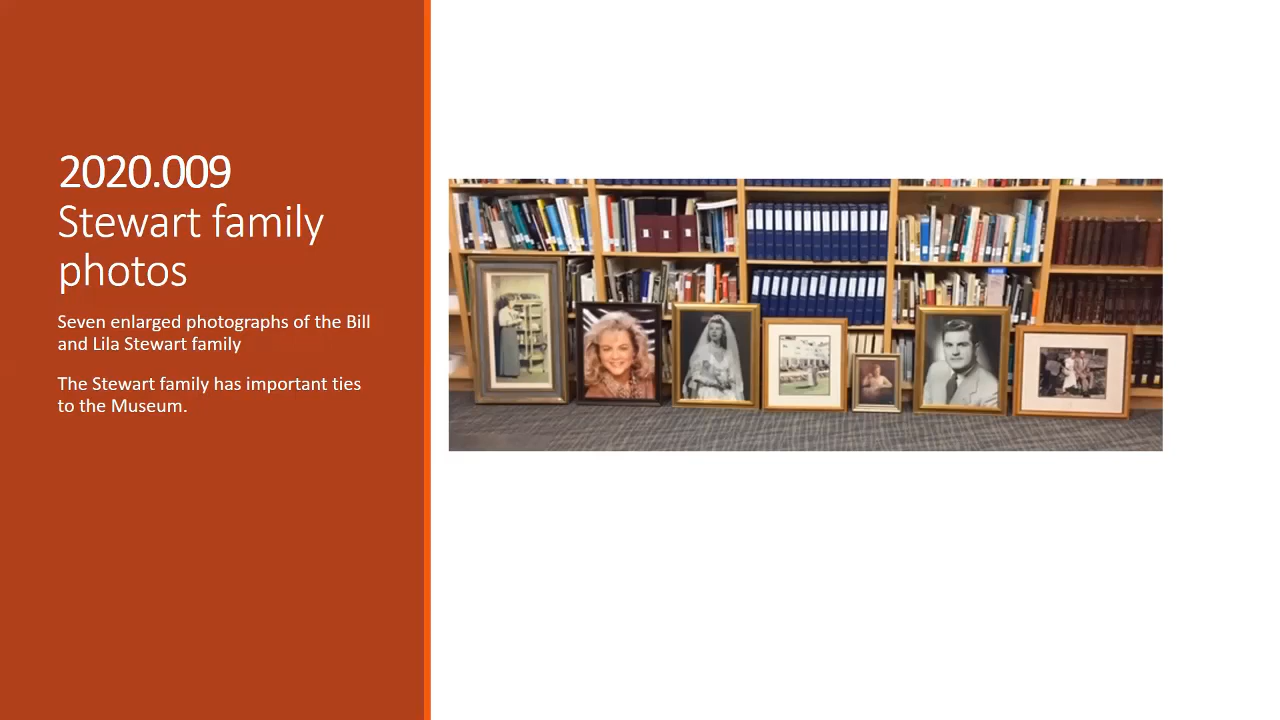 2020.009
Stewart family
photos
Seven enlarged photographs of the Bill
and Lila Stewart family
The Stewart family has important ties
to the Museum.